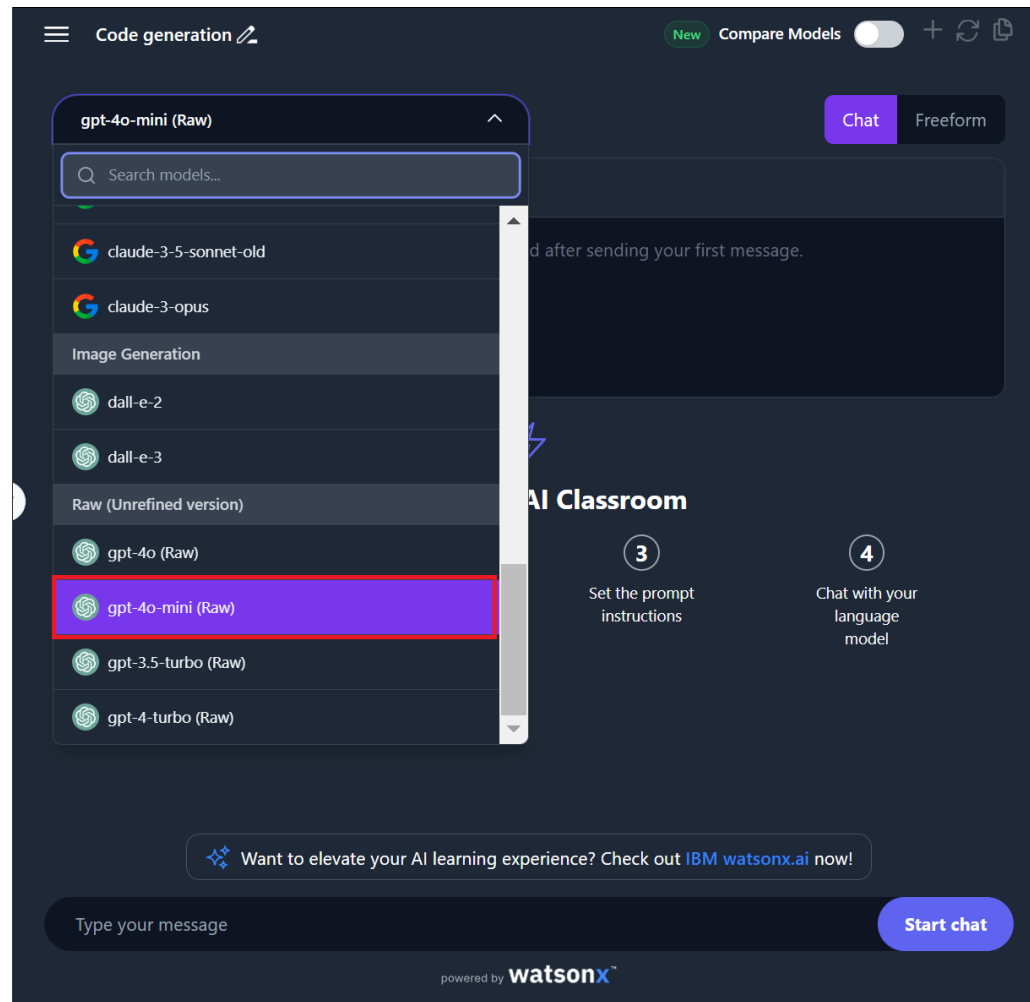 Code generation
New Compare Models
gpt-4o-mini (Raw)
Chat Freeform
Search models...
claude-3-5-sonnet-old
d after sending your first message.
claude-3-opus
Image Generation
dall-e-2
dall-e-3
Raw (Unrefined version)
AI Classroom
gpt-4o (Raw)
3
4
Set the prompt
instructions
Chat with your
language
model
gpt-4o-mini (Raw)
gpt-3.5-turbo (Raw)
gpt-4-turbo (Raw)
Want to elevate your AI learning experience? Check out IBM watsonx.ai now!
Type your message
Start chat
powered by watsonx™